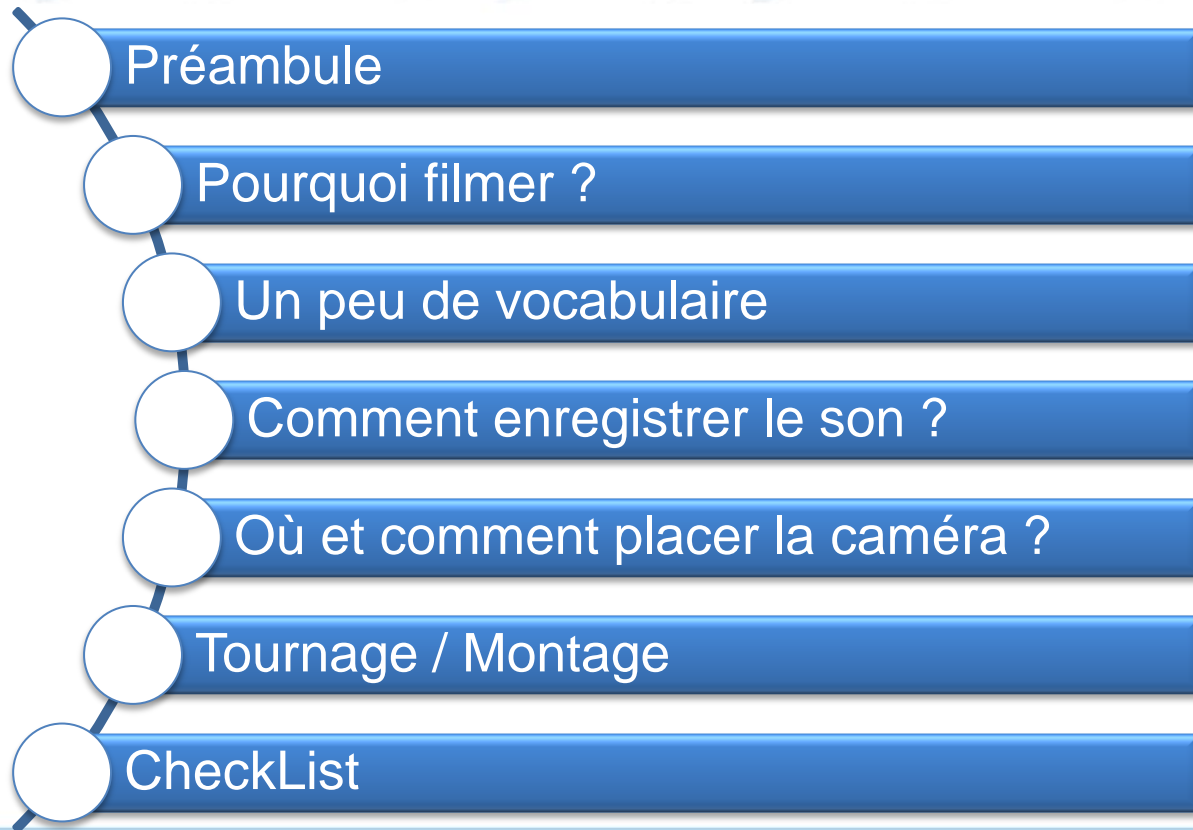 Préambule
Pourquoi filmer ?
Un peu de vocabulaire
Comment enregistrer le son ?
Où et comment placer la caméra ?
Tournage / Montage
CheckList